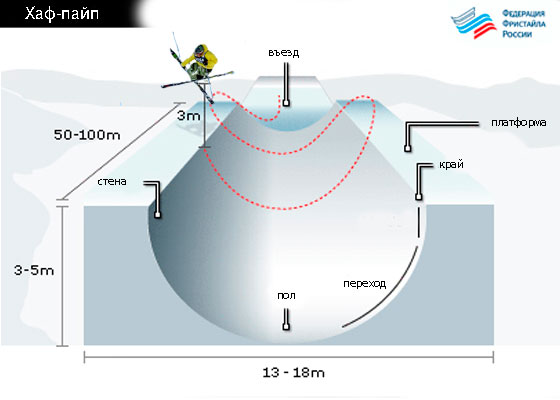 Хаф-пайп
ФЕДЕРАЦИЯ
ФРИСТАЙЛА
РОССИИ
въезд
3m
50-100m
платформа
край
стена
3-5m
переход
пол
13 - 18m